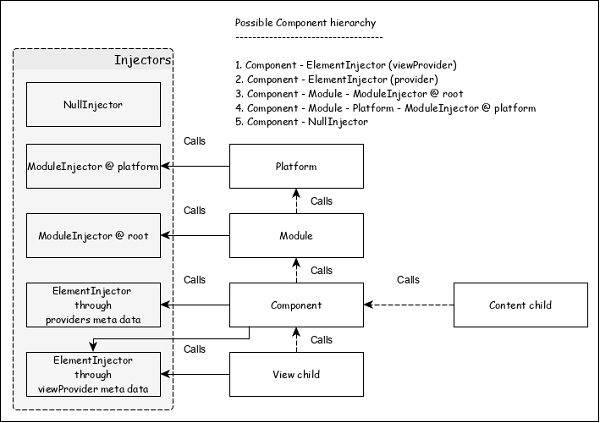 Possible Component hierarchy
-----------------------------------
1. Component - ElementInjector (viewProvider)
2. Component - ElementInjector (provider)
3. Component - Module - ModuleInjector @ root
4. Component - Module - Platform - ModuleInjector @ platform
5. Component - NullInjector
Injectors
NullInjector
Calls
ModuleInjector @ platform
Platform
Calls
Calls
ModuleInjector @ root
Module
Calls
Calls
Calls
ElementInjector
through
providers meta data
Component
Content child
Calls
Calls
ElementInjector
through
viewProvider meta data
View child